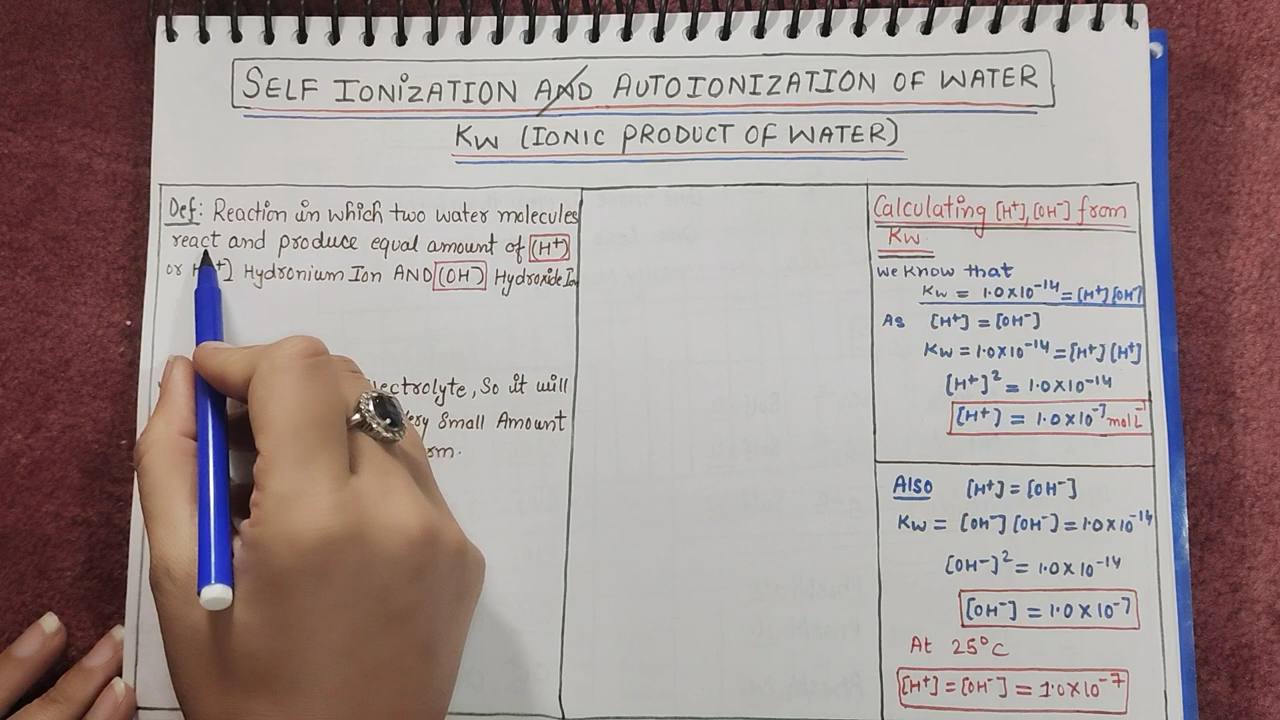 SELF IONIZATION AND AUTOIONIZATION OF WATER
KW (IONIC PRODUCT OF WATER)
Def: Reaction in which two water molecules
react and produce equal amount of (H⁺)
or H ⁺] Hydronium Ion AND (OH⁻) Hydroxide Ion
lectrolyte, So it will
ery Small Amount
rm.
Calculating [H⁺], [OH⁻] from
Kw.
we know that
Kw = 1.0×10⁻¹⁴ = [H⁺][OH⁻]
As [H⁺] = [OH⁻]
Kw = 1.0×10⁻¹⁴ = [H⁺][H⁺]
[H⁺]² = 1.0×10⁻¹⁴
[H⁺] = 1.0×10⁻⁷ mol L⁻¹
Also [H⁺] = [OH⁻]
Kw = [OH⁻][OH⁻] = 1.0×10⁻¹⁴
[OH⁻]² = 1.0×10⁻¹⁴
[OH⁻] = 1.0×10⁻⁷
At 25°C
[H⁺] = [OH⁻] = 1.0×10⁻⁷